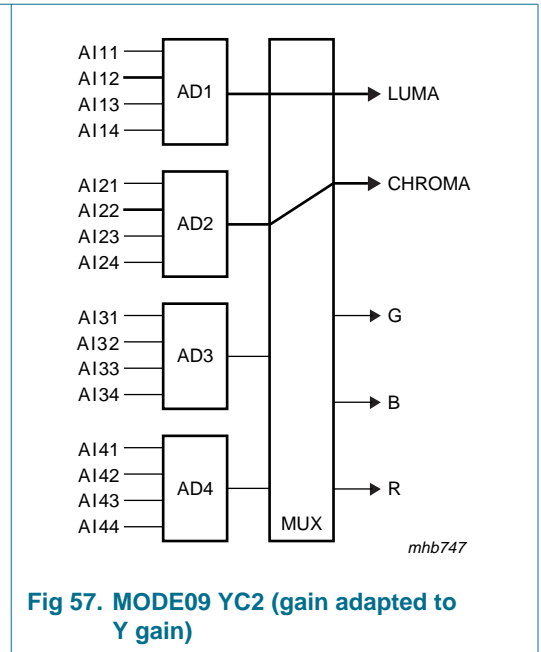 AI11
AI12
AI13
AI14
AD1
LUMA
AI21
AI22
AI23
AI24
AD2
CHROMA
AI31
AI32
AI33
AI34
AD3
G
B
AI41
AI42
AI43
AI44
AD4
R
MUX
mhb747
Fig 57. MODE09 YC2 (gain adapted to
Y gain)